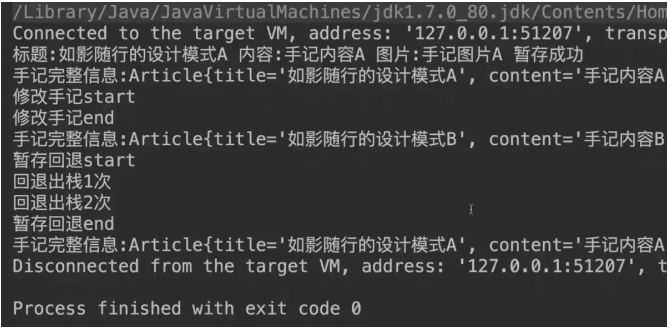 /Library/Java/JavaVirtualMachines/jdk1.7.0_80.jdk/Contents/Hom
Connected to the target VM, address: '127.0.0.1:51207', transp
标题:如影随行的设计模式A 内容:手记内容A 图片:手记图片A 暂存成功
手记完整信息:Article{title='如影随行的设计模式A', content='手记内容A
修改手记start
修改手记end
手记完整信息:Article{title='如影随行的设计模式B', content='手记内容B
暂存回退start
回退出栈1次
回退出栈2次
暂存回退end
手记完整信息:Article{title='如影随行的设计模式A', content='手记内容A
Disconnected from the target VM, address: '127.0.0.1:51207', t
Process finished with exit code 0